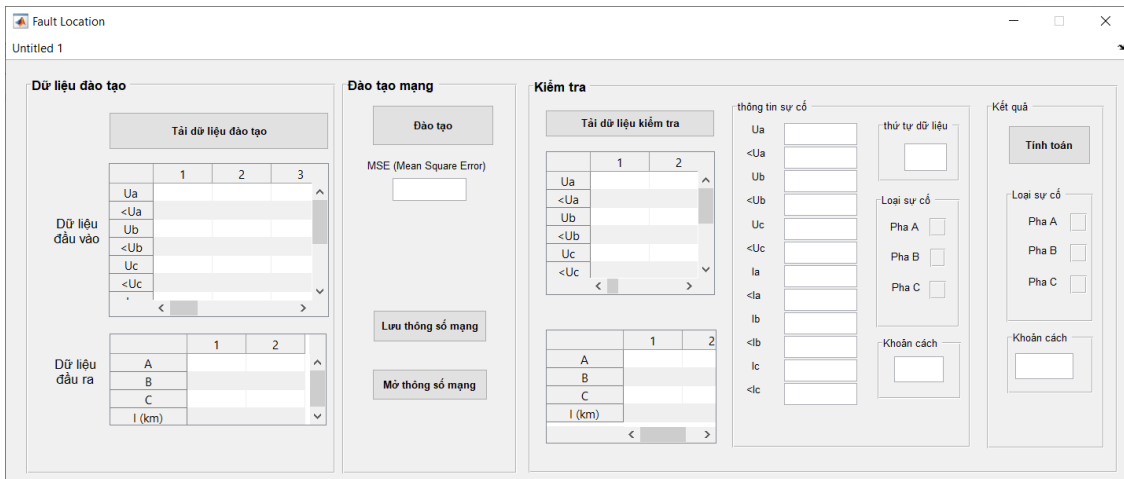 Fault Location
Untitled 1
Dữ liệu đào tạo
Tải dữ liệu đào tạo
1 2 3
Ua
<Ua
Ub
<Ub
Uc
<Uc
Dữ liệu
đầu vào
1 2
A
B
C
l (km)
Dữ liệu
đầu ra
Đào tạo mạng
Đào tạo
MSE (Mean Square Error)
Lưu thông số mạng
Mở thông số mạng
Kiểm tra
Tải dữ liệu kiểm tra
1 2
Ua
<Ua
Ub
<Ub
Uc
<Uc
1 2
A
B
C
l (km)
thông tin sự cố
Ua
<Ua
Ub
<Ub
Uc
<Uc
Ia
<Ia
Ib
<Ib
Ic
<Ic
thứ tự dữ liệu
Loại sự cố
Pha A
Pha B
Pha C
Khoản cách
Kết quả
Tính toán
Loại sự cố
Pha A
Pha B
Pha C
Khoản cách